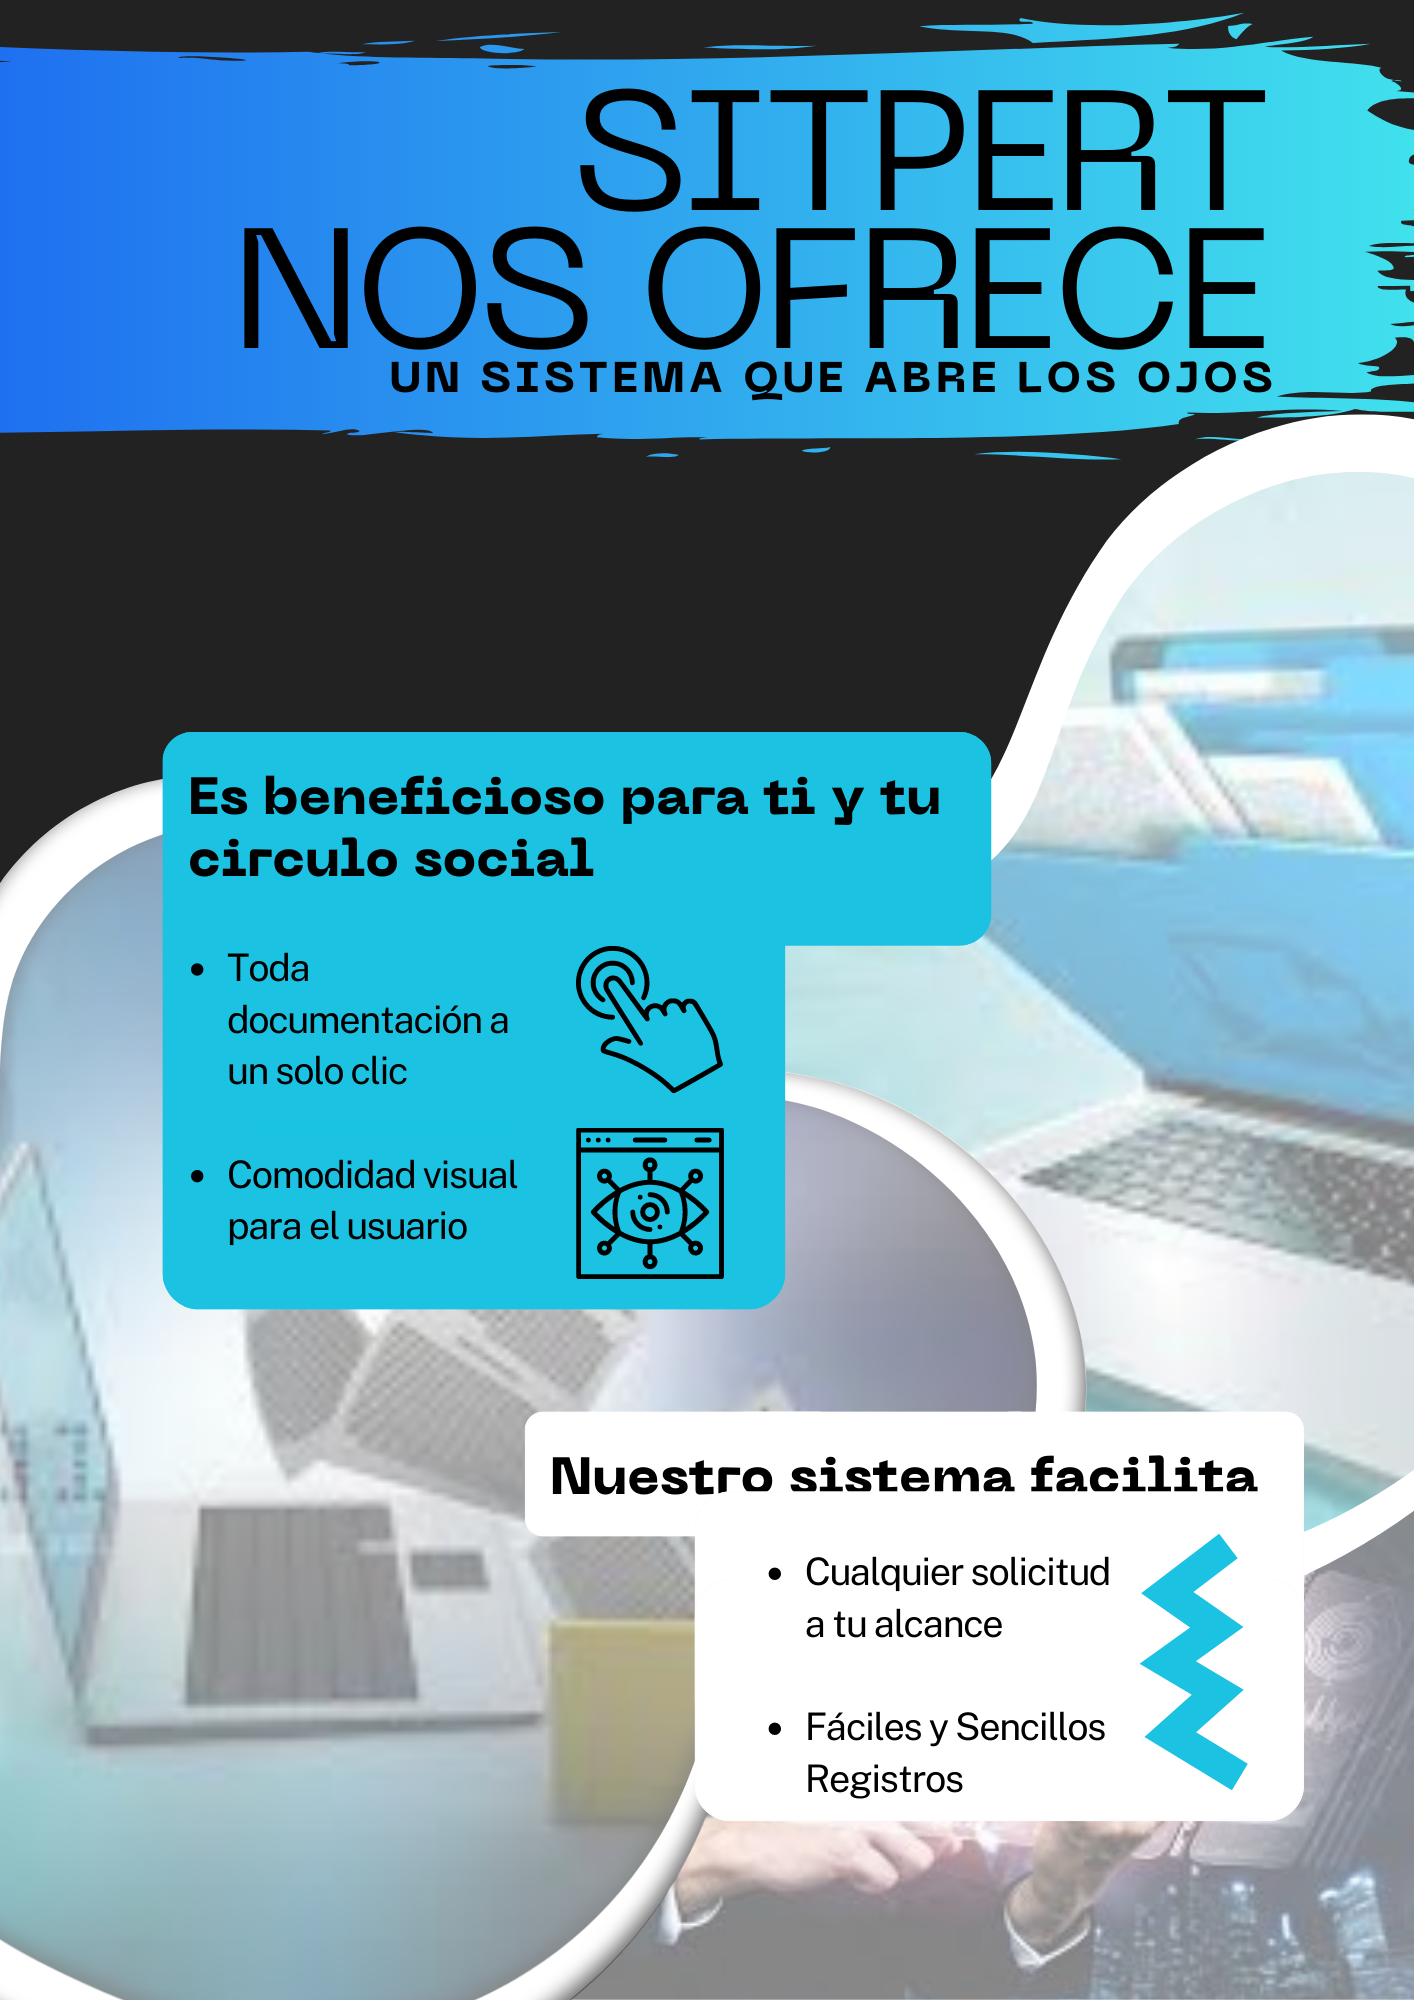 SITPERT
NOS OFRECE
UN SISTEMA QUE ABRE LOS OJOS
Es beneficioso para ti y tu
circulo social
• Toda
documentación a
un solo clic
• Comodidad visual
para el usuario
Nuestro sistema facilita
• Cualquier solicitud
a tu alcance
• Fáciles y Sencillos
Registros